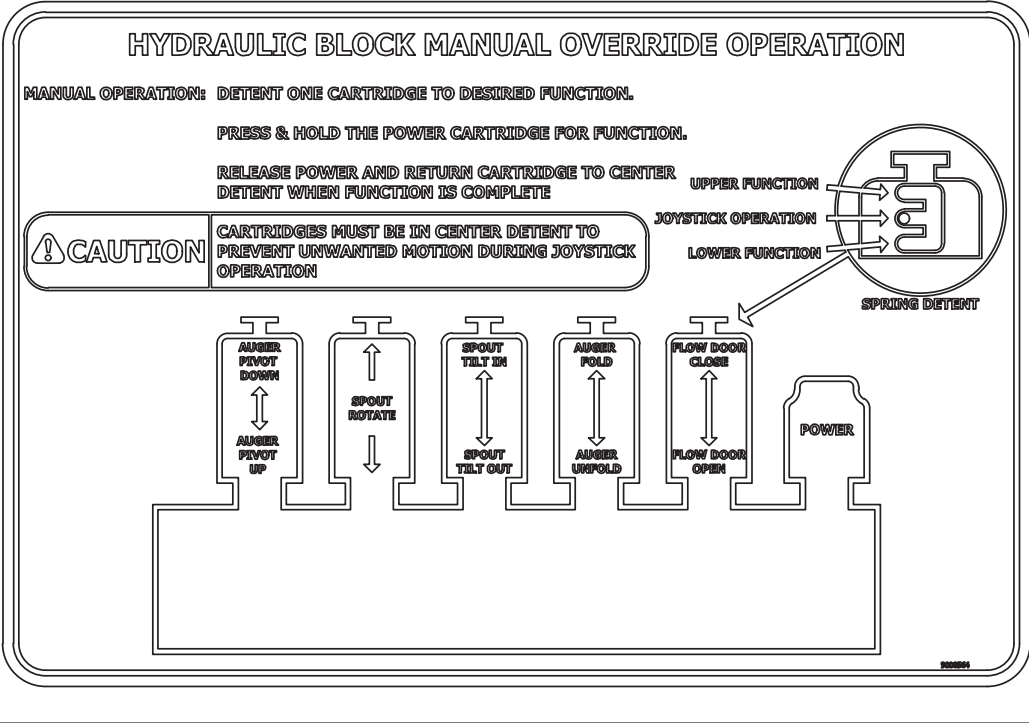 HYDRAULIC BLOCK MANUAL OVERRIDE OPERATION
MANUAL OPERATION: DETENT ONE CARTRIDGE TO DESIRED FUNCTION.
PRESS & HOLD THE POWER CARTRIDGE FOR FUNCTION.
RELEASE POWER AND RETURN CARTRIDGE TO CENTER
DETENT WHEN FUNCTION IS COMPLETE
UPPER FUNCTION
JOYSTICK OPERATION
LOWER FUNCTION
SPRING DETENT
CAUTION
CARTRIDGES MUST BE IN CENTER DETENT TO
PREVENT UNWANTED MOTION DURING JOYSTICK
OPERATION
AUGER
PIVOT
DOWN
AUGER
PIVOT
UP
SPOUT
ROTATE
SPOUT
TILT IN
SPOUT
TILT OUT
AUGER
FOLD
AUGER
UNFOLD
FLOW DOOR
CLOSE
FLOW DOOR
OPEN
POWER